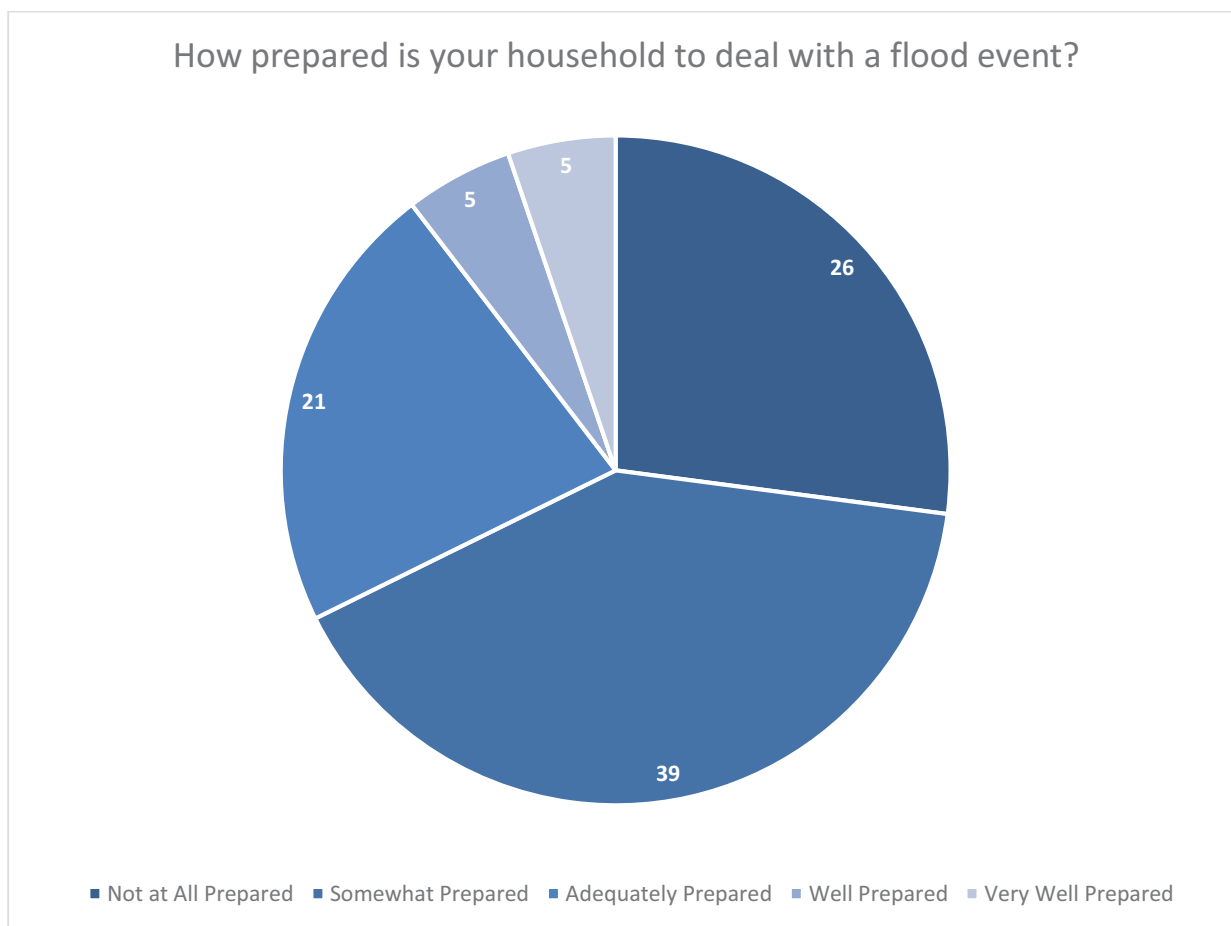 How prepared is your household to deal with a flood event?
5
5
26
21
39
Not at All Prepared Somewhat Prepared Adequately Prepared Well Prepared Very Well Prepared